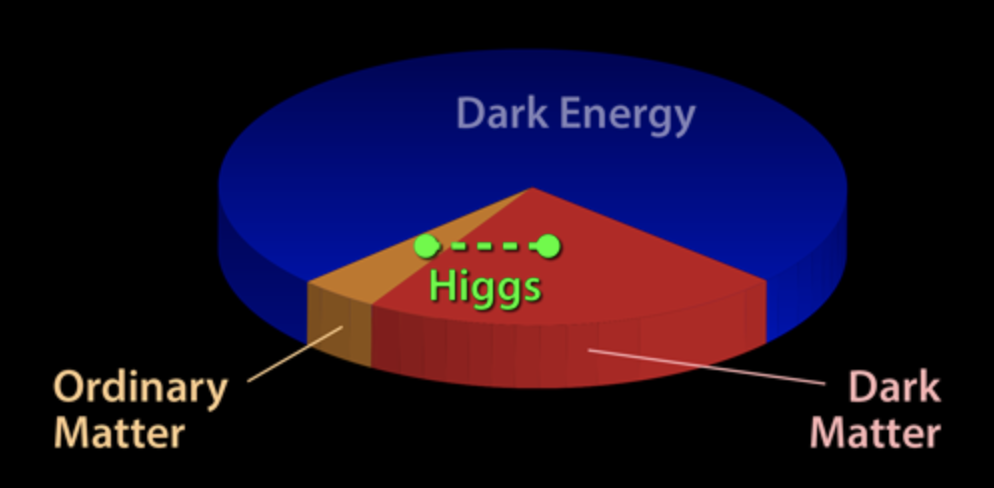 Dark Energy
Higgs
Ordinary
Matter
Dark
Matter